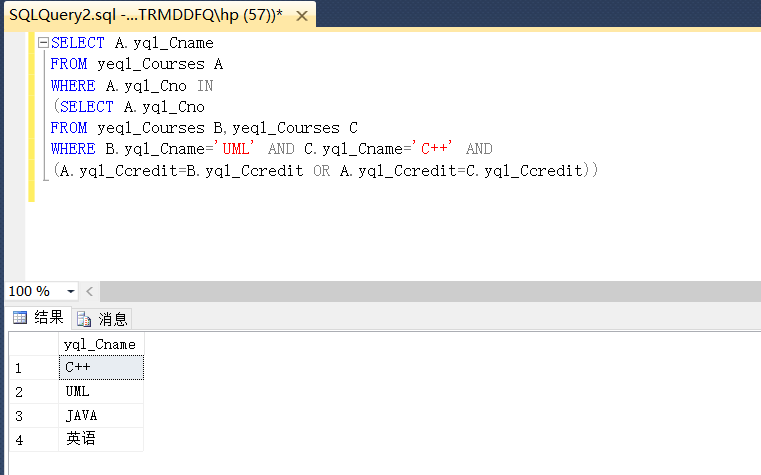 SQLQuery2.sql -...TRMDDFQ\hp (57))*
SELECT A.yql_Cname
FROM yeql_Courses A
WHERE A.yql_Cno IN
(SELECT A.yql_Cno
FROM yeql_Courses B,yeql_Courses C
WHERE B.yql_Cname='UML' AND C.yql_Cname='C++' AND
(A.yql_Ccredit=B.yql_Ccredit OR A.yql_Ccredit=C.yql_Ccredit))
100 %
结果 消息
yql_Cname
1 C++
2 UML
3 JAVA
4 英语